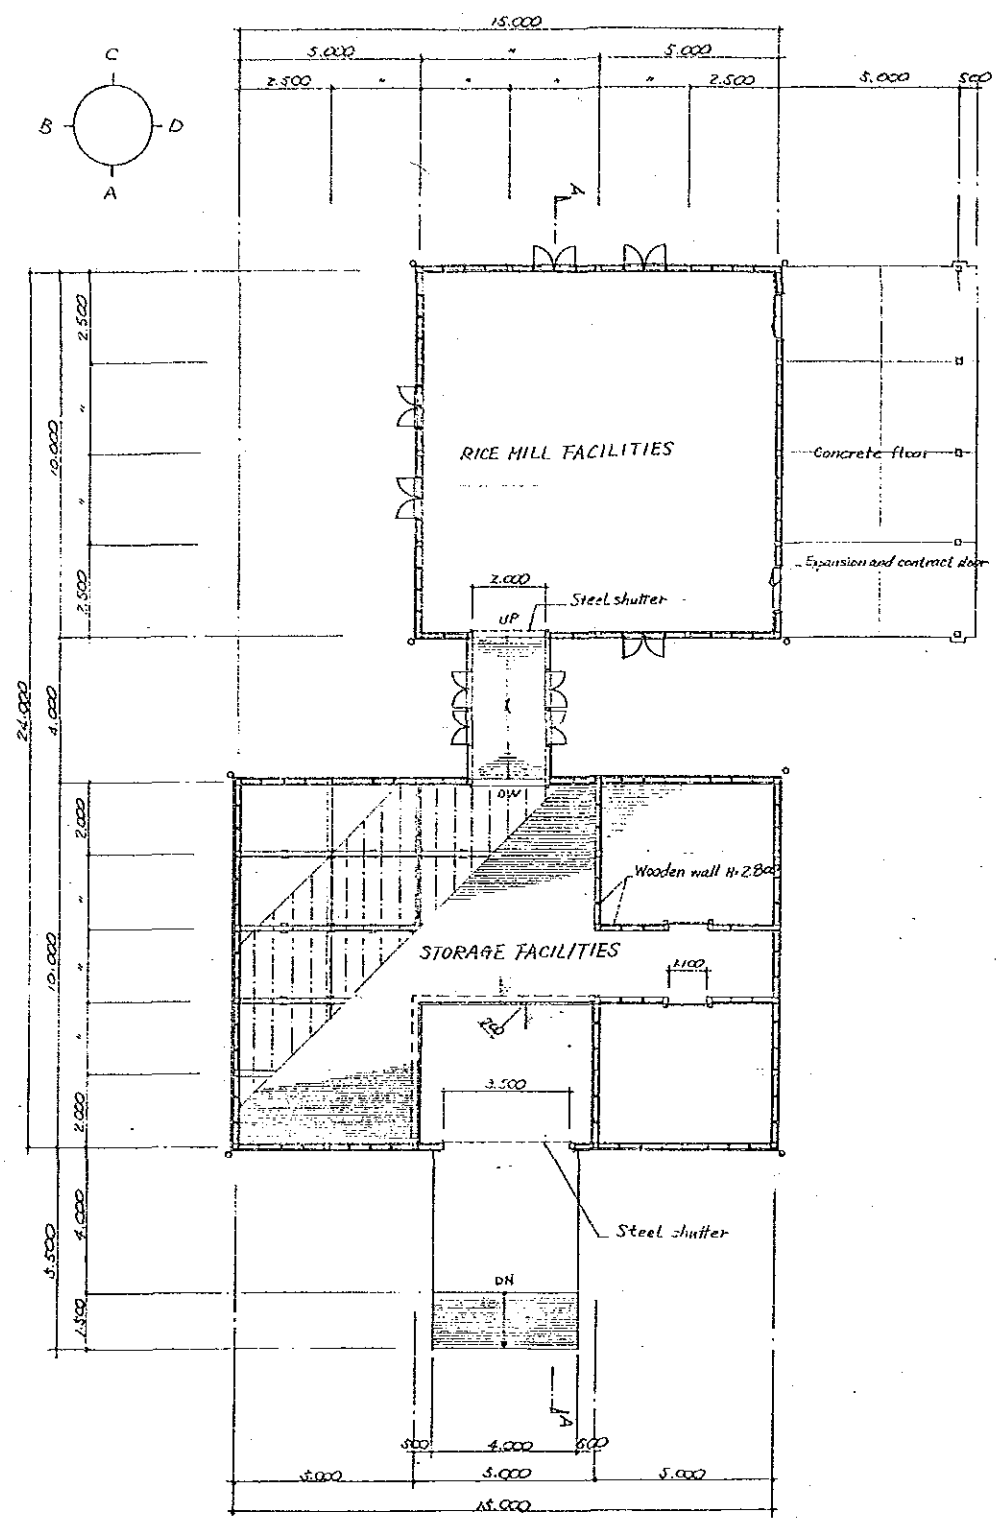 15.000
5.000 " 5.000
2.500 " " " " 2.500 5.000 500
C
B D
A
A
2.500
"
10.000
"
2.500
RICE MILL FACILITIES
Concrete floor
Expansion and contract door
2.000
Steel shutter
UP
24.000
4.000
DW
2.000
"
Wooden wall H=2.800
STORAGE FACILITIES
10.000
"
1.100
"
200
3.500
2.000
4.000
5.500
Steel shutter
DN
1.500
A
500 4.000 500
5.000 5.000 5.000
15.000